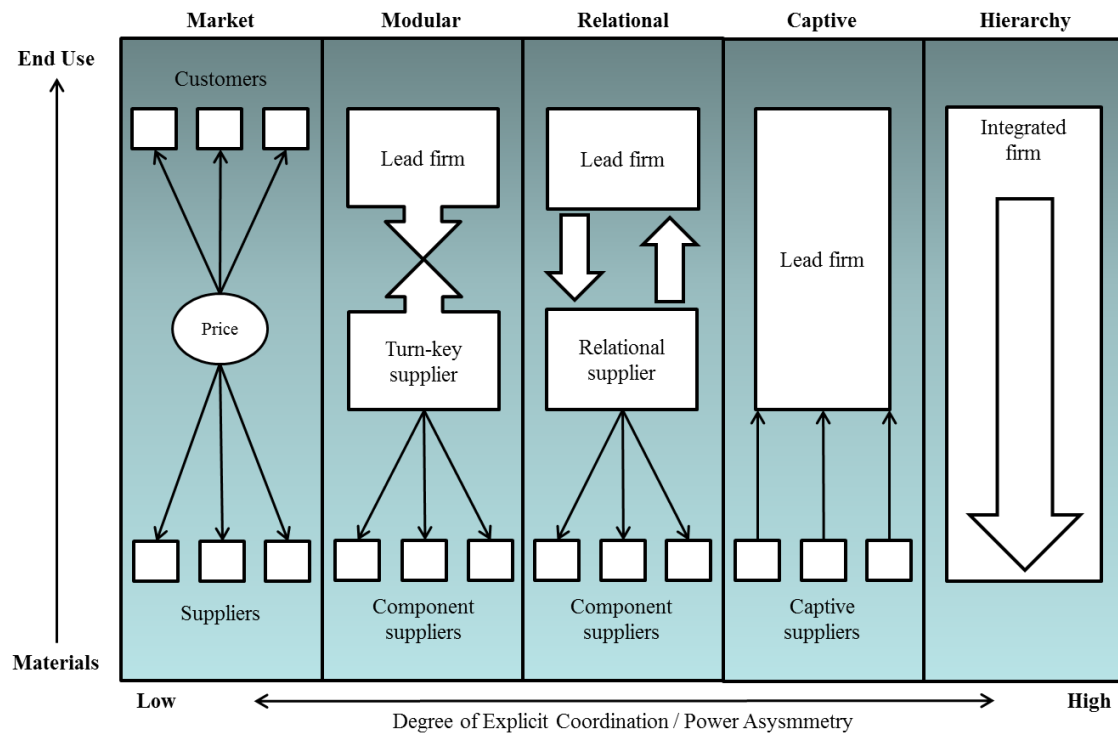 Market
Modular
Relational
Captive
Hierarchy
End Use
Customers
Lead firm
Lead firm
Integrated
firm
Lead firm
Price
Turn-key
supplier
Relational
supplier
Suppliers
Component
suppliers
Component
suppliers
Captive
suppliers
Materials
Low
High
Degree of Explicit Coordination / Power Asysmmetry